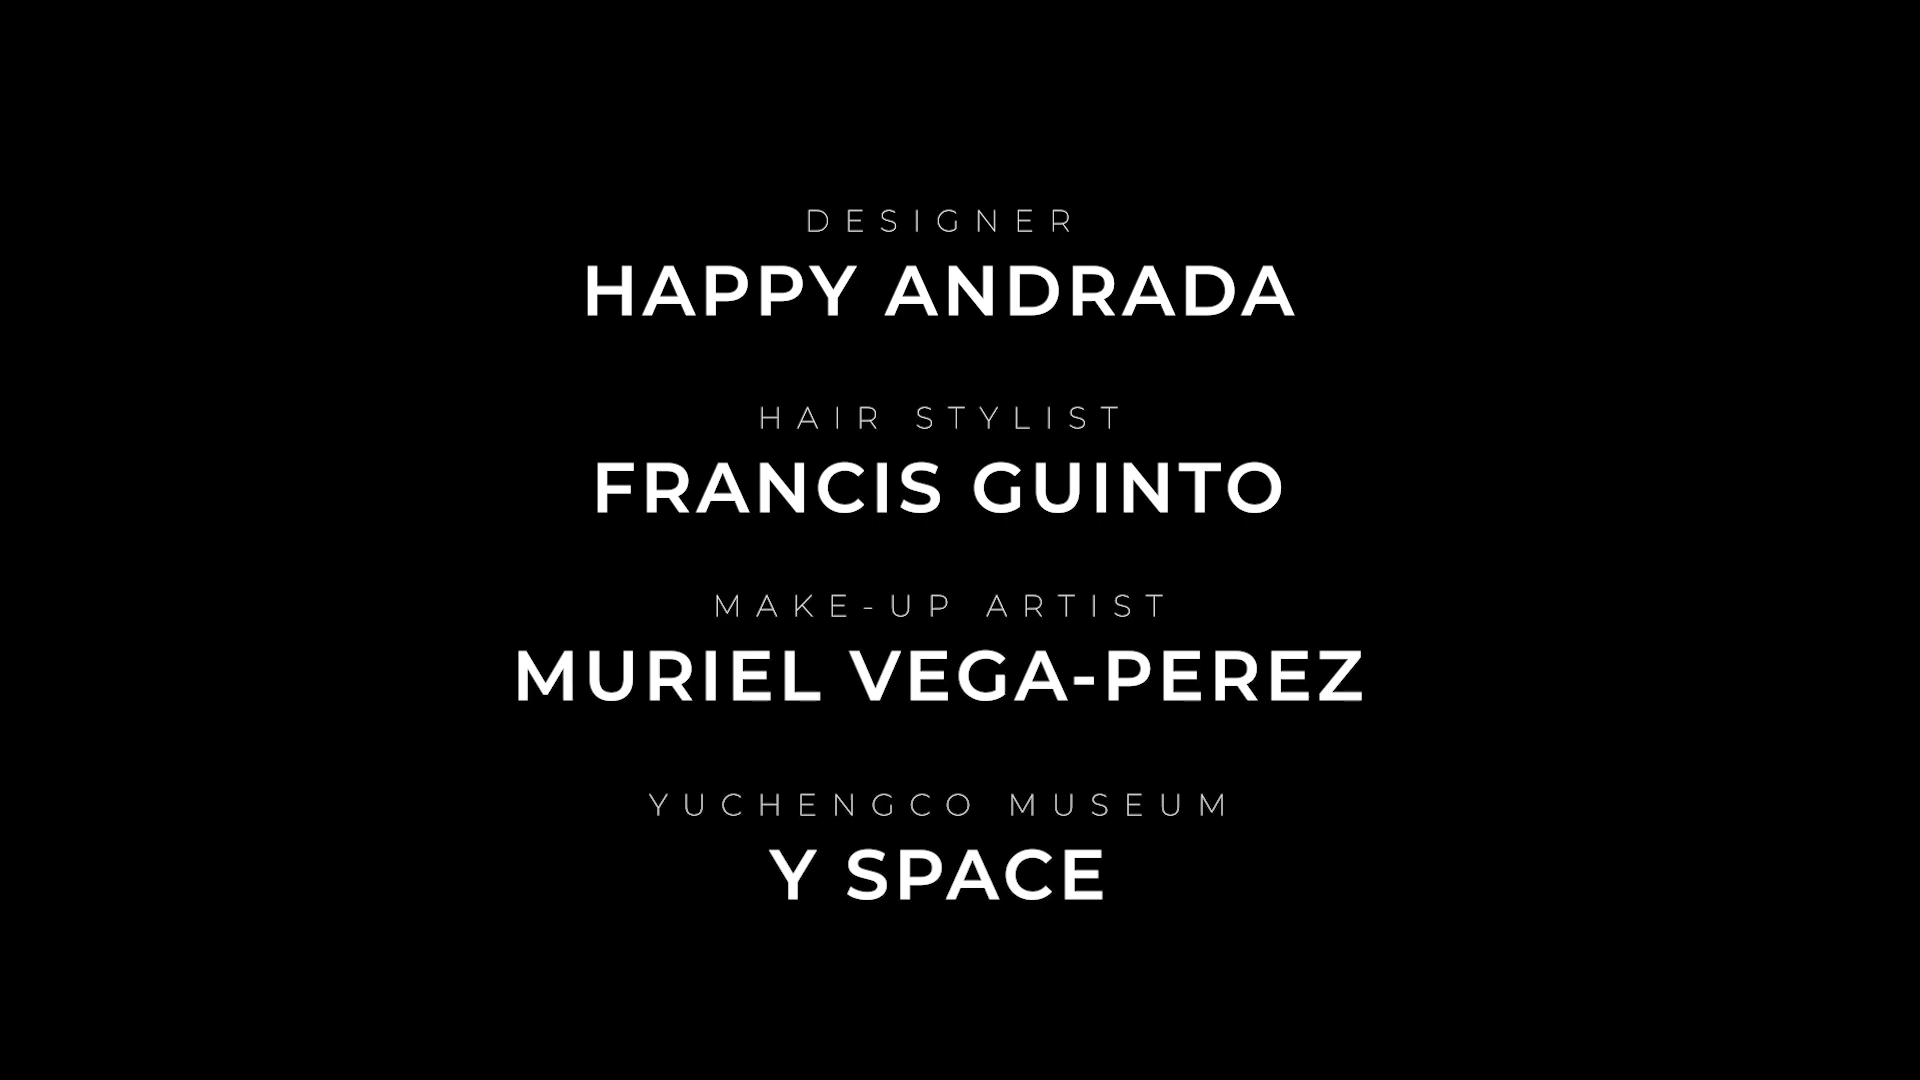 DESIGNER
HAPPY ANDRADA
HAIR STYLIST
FRANCIS GUINTO
MAKE-UP ARTIST
MURIEL VEGA-PEREZ
YUCHENGCO MUSEUM
Y SPACE